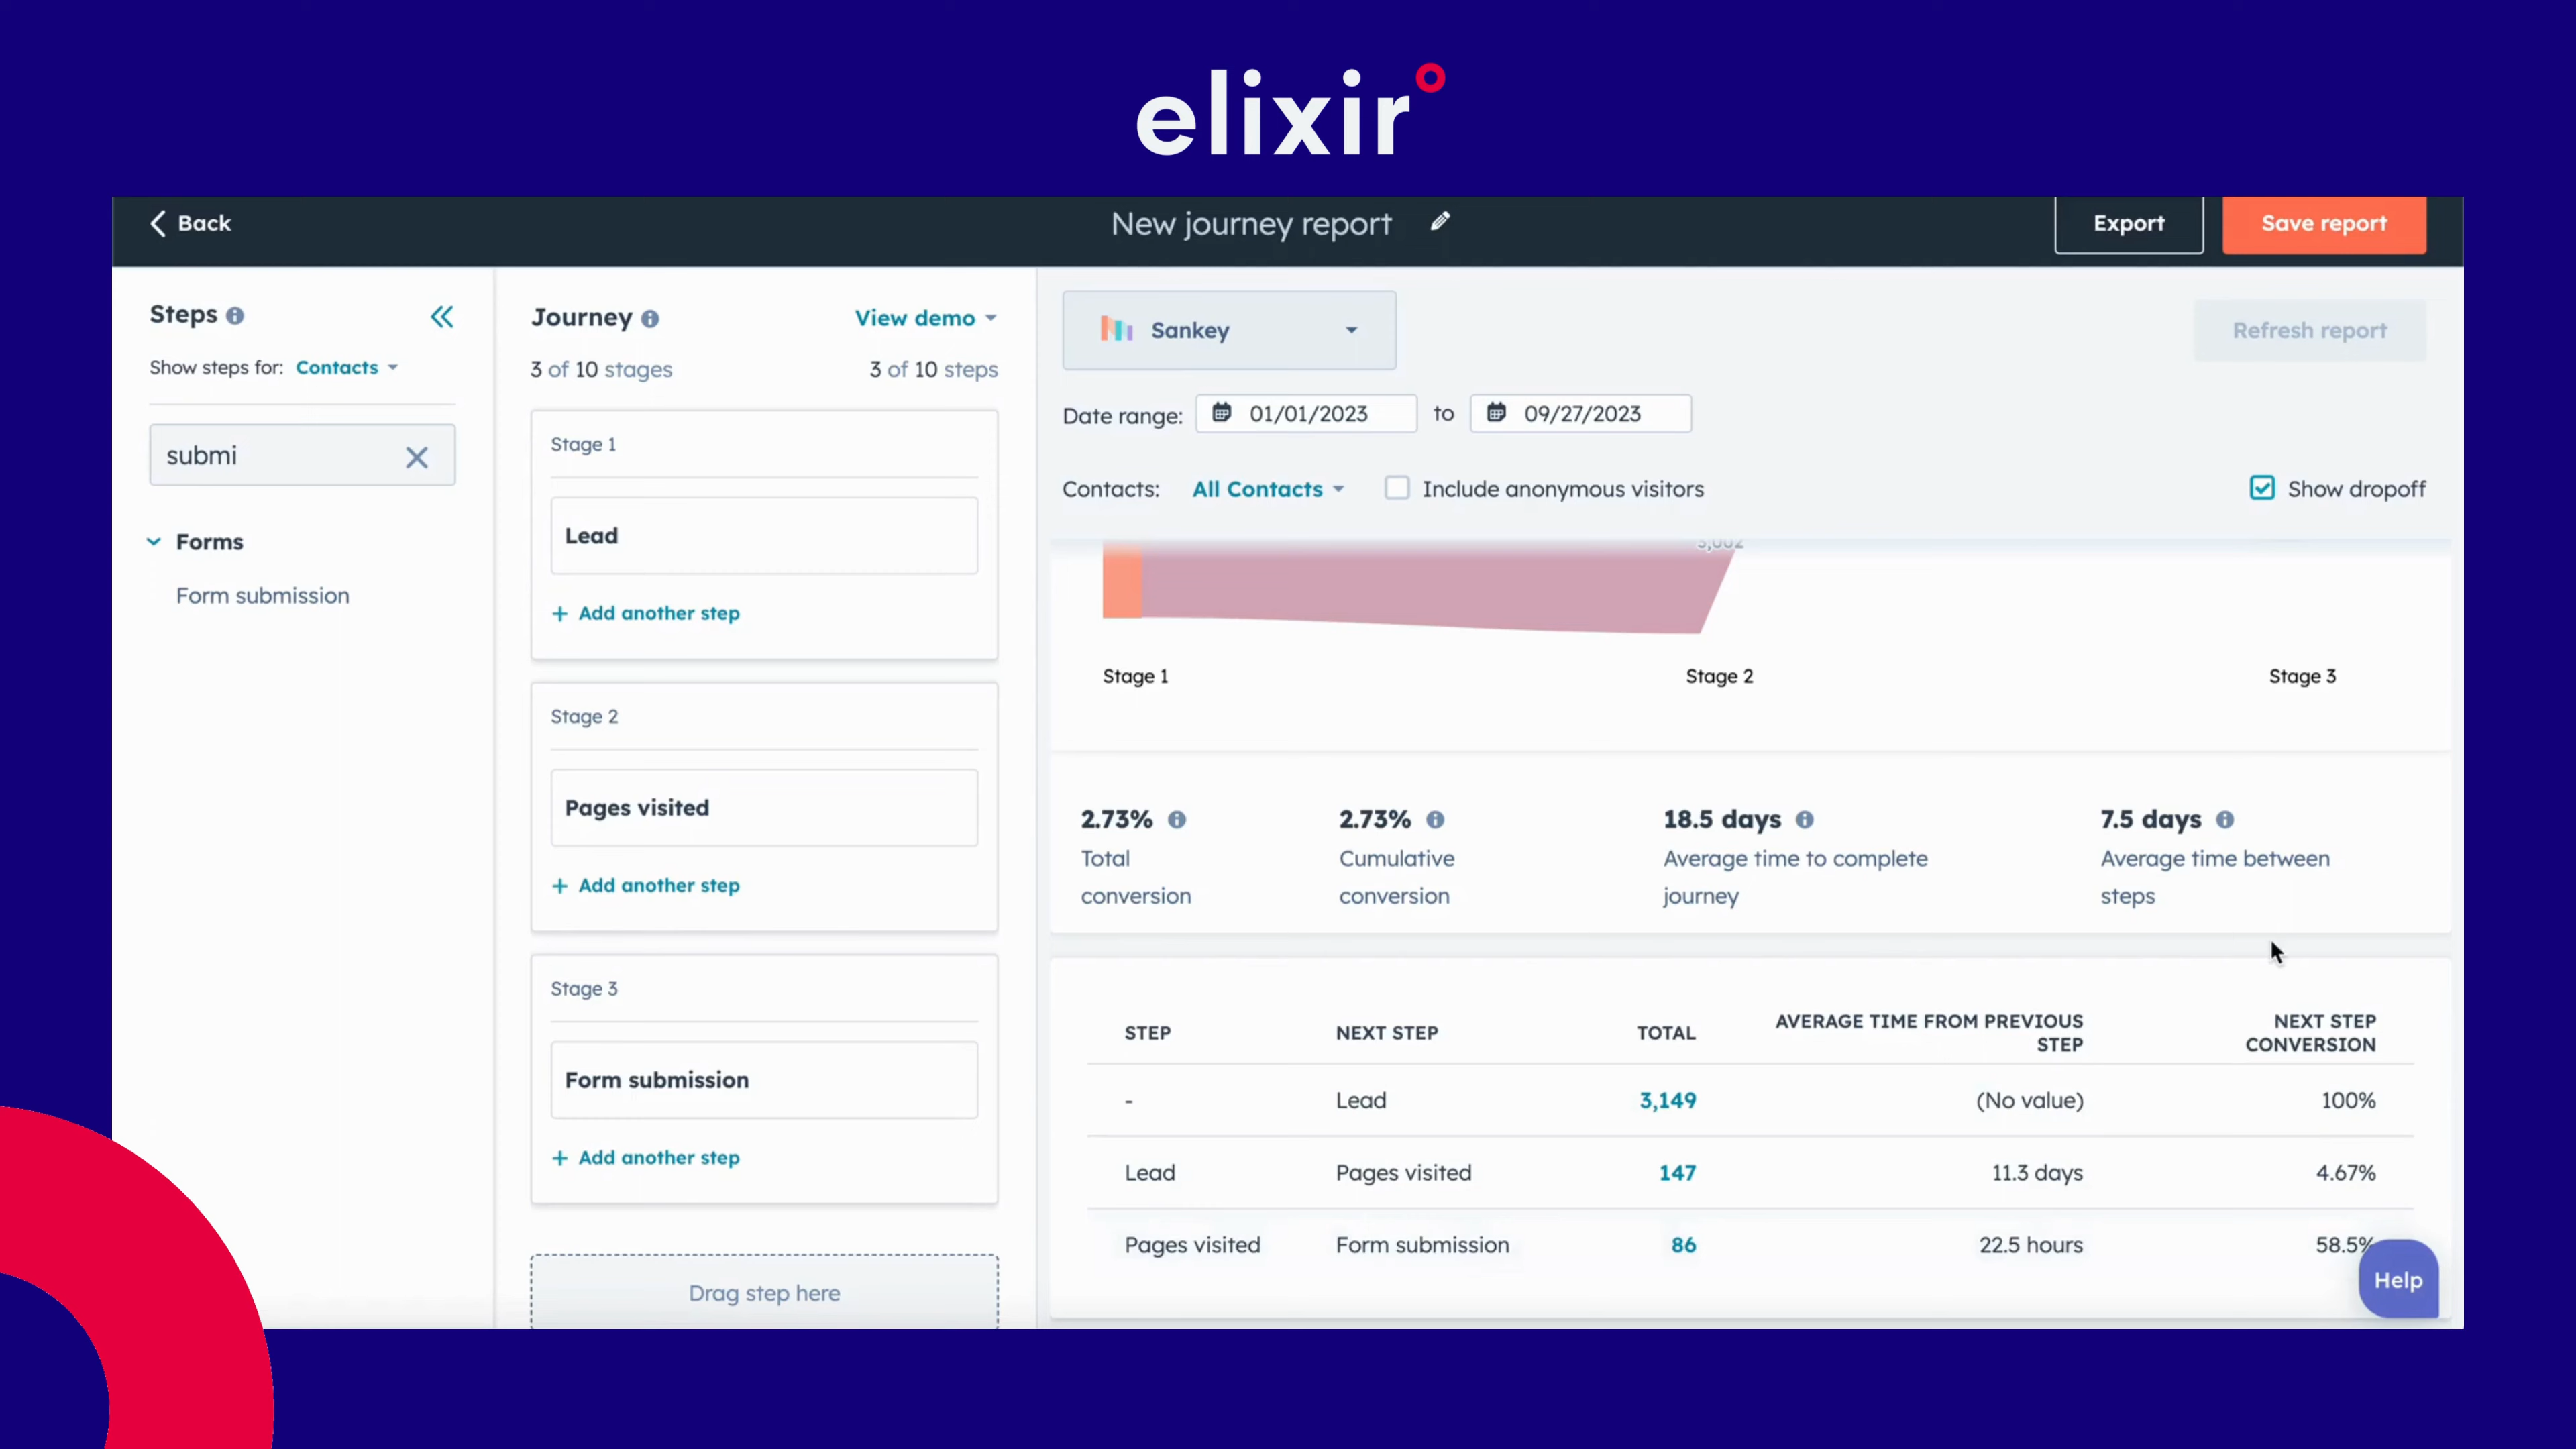 elixir
Back
New journey report
Export
Save report
Steps
Show steps for: Contacts
submi
Forms
Form submission
Journey
View demo
3 of 10 stages
3 of 10 steps
Stage 1
Lead
+ Add another step
Stage 2
Pages visited
+ Add another step
Stage 3
Form submission
+ Add another step
Drag step here
Sankey
Refresh report
Date range: 01/01/2023 to 09/27/2023
Contacts: All Contacts
Include anonymous visitors
Show dropoff
3,002
Stage 1
Stage 2
Stage 3
2.73%
Total
conversion
2.73%
Cumulative
conversion
18.5 days
Average time to complete
journey
7.5 days
Average time between
steps
STEP
NEXT STEP
TOTAL
AVERAGE TIME FROM PREVIOUS
STEP
NEXT STEP
CONVERSION
- Lead 3,149 (No value) 100%
Lead Pages visited 147 11.3 days 4.67%
Pages visited Form submission 86 22.5 hours 58.5%
Help